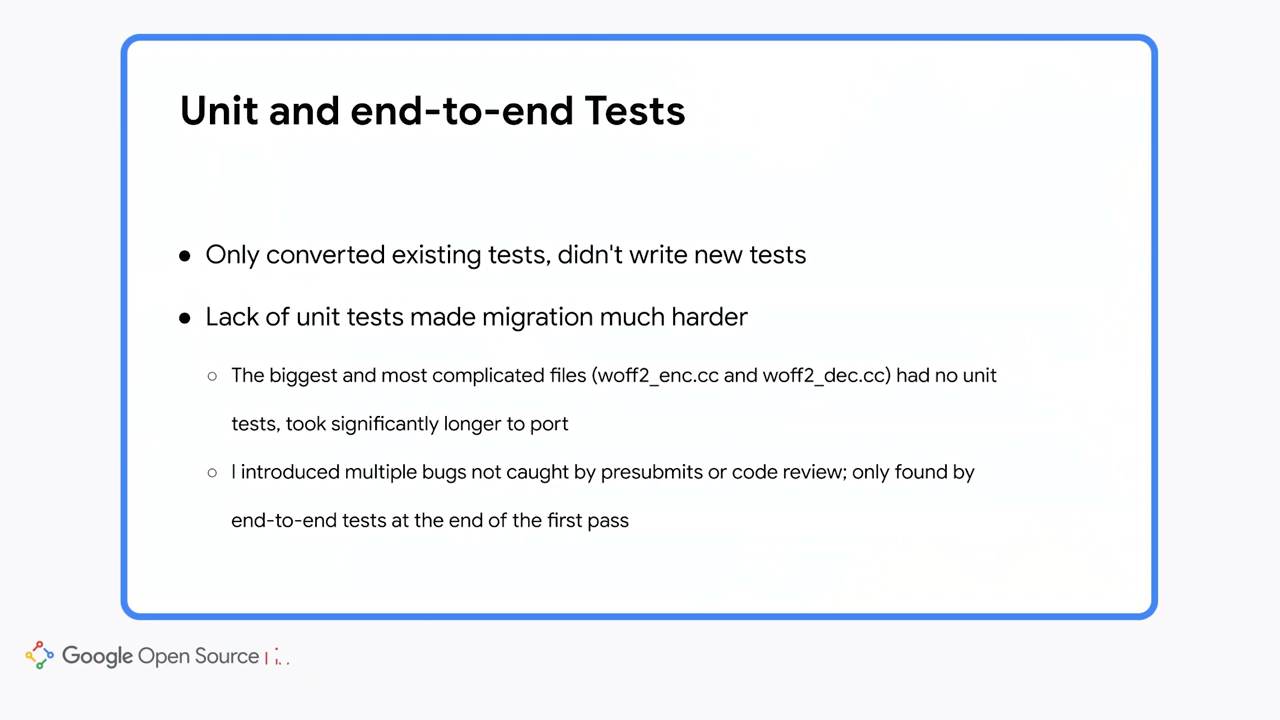 Unit and end-to-end Tests
● Only converted existing tests, didn't write new tests
● Lack of unit tests made migration much harder
○ The biggest and most complicated files (woff2_enc.cc and woff2_dec.cc) had no unit
tests, took significantly longer to port
○ I introduced multiple bugs not caught by presubmits or code review; only found by
end-to-end tests at the end of the first pass
Google Open Source